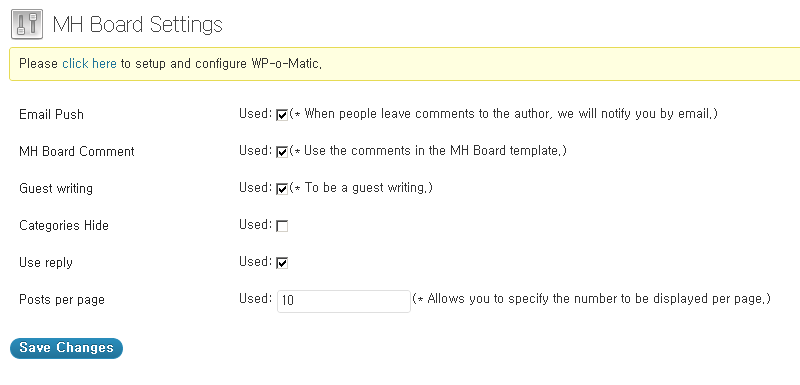 MH Board Settings
Please click here to setup and configure WP-o-Matic.
Email Push Used: (* When people leave comments to the author, we will notify you by email.)
MH Board Comment Used: (* Use the comments in the MH Board template.)
Guest writing Used: (* To be a guest writing.)
Categories Hide Used:
Use reply Used:
Posts per page Used: 10 (* Allows you to specify the number to be displayed per page.)
Save Changes